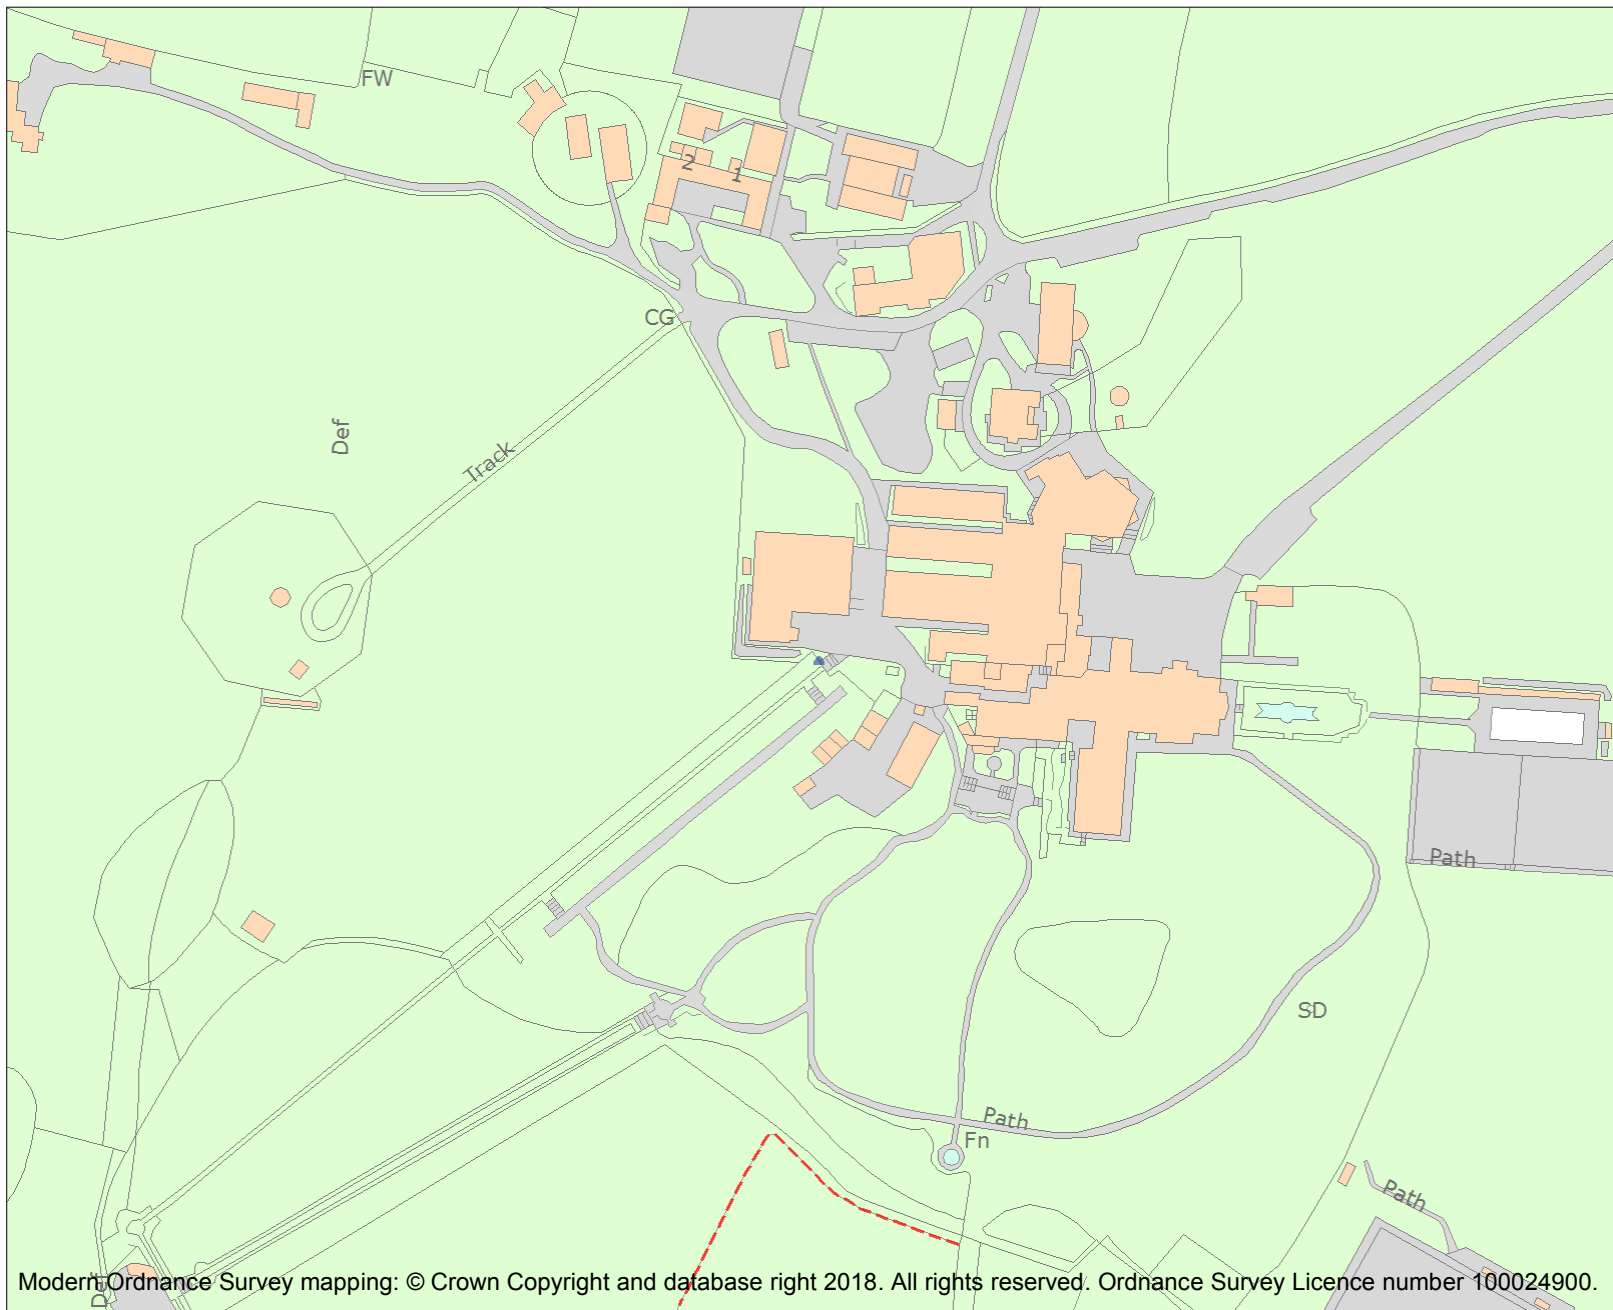 FW
2
1
CG
Def
Track
Path
SD
Path
Fn
Path
Def
Modern Ordnance Survey mapping: © Crown Copyright and database right 2018. All rights reserved. Ordnance Survey Licence number 100024900.